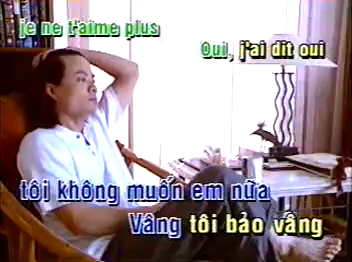 je ne t'aime plus
Oui, j'ai dit oui
tôi không muốn em nữa
Vâng tôi bảo vâng